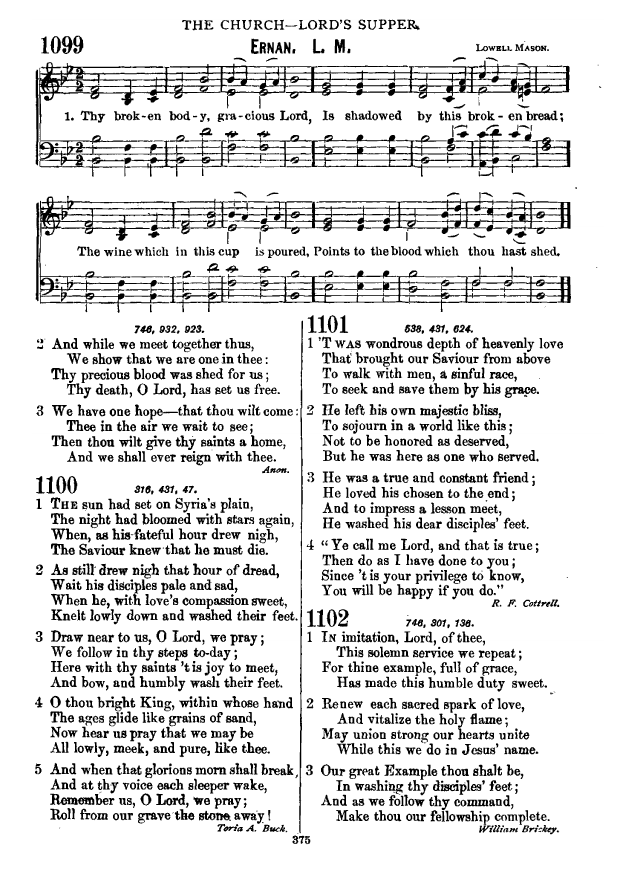 THE CHURCH—LORD'S SUPPER.
1099
ERNAN. L. M.
LOWELL MASON.
1. Thy brok-en bod-y, gra-cious Lord, Is shadowed by this brok-en bread;
The wine which in this cup is poured, Points to the blood which thou hast shed.
746, 932, 923.
2 And while we meet together thus,
We show that we are one in thee:
Thy precious blood was shed for us;
Thy death, O Lord, has set us free.
3 We have one hope—that thou wilt come:
Thee in the air we wait to see;
Then thou wilt give thy saints a home,
And we shall ever reign with thee.
Anon.
1100
316, 431, 47.
1 THE sun had set on Syria's plain,
The night had bloomed with stars again,
When, as his fateful hour drew nigh,
The Saviour knew that he must die.
2 As still drew nigh that hour of dread,
Wait his disciples pale and sad,
When he, with love's compassion sweet,
Knelt lowly down and washed their feet.
3 Draw near to us, O Lord, we pray;
We follow in thy steps to-day;
Here with thy saints 't is joy to meet,
And bow, and humbly wash their feet.
4 O thou bright King, within whose hand
The ages glide like grains of sand,
Now hear us pray that we may be
All lowly, meek, and pure, like thee.
5 And when that glorious morn shall break,
And at thy voice each sleeper wake,
Remember us, O Lord, we pray;
Roll from our grave the stone away!
Toria A. Buck.
1101
538, 431, 624.
1 'T WAS wondrous depth of heavenly love
That brought our Saviour from above
To walk with men, a sinful race,
To seek and save them by his grace.
2 He left his own majestic bliss,
To sojourn in a world like this;
Not to be honored as deserved,
But he was here as one who served.
3 He was a true and constant friend;
He loved his chosen to the end;
And to impress a lesson meet,
He washed his dear disciples' feet.
4 "Ye call me Lord, and that is true;
Then do as I have done to you;
Since 't is your privilege to know,
You will be happy if you do."
R. F. Cottrell.
1102
746, 301, 136.
1 IN imitation, Lord, of thee,
This solemn service we repeat;
For thine example, full of grace,
Has made this humble duty sweet.
2 Renew each sacred spark of love,
And vitalize the holy flame;
May union strong our hearts unite
While this we do in Jesus' name.
3 Our great Example thou shalt be,
In washing thy disciples' feet;
And as we follow thy command,
Make thou our fellowship complete.
William Brickey.
375